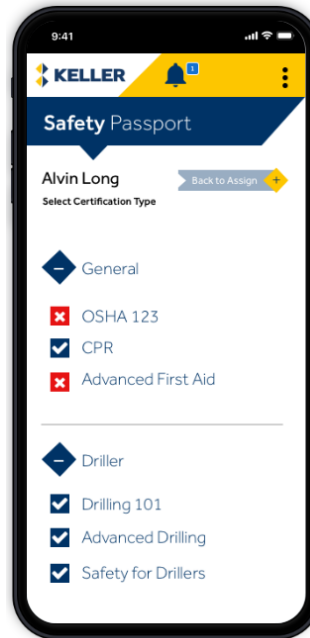 9:41
KELLER
1
Safety Passport
Alvin Long
Back to Assign +
Select Certification Type
General
OSHA 123
CPR
Advanced First Aid
Driller
Drilling 101
Advanced Drilling
Safety for Drillers